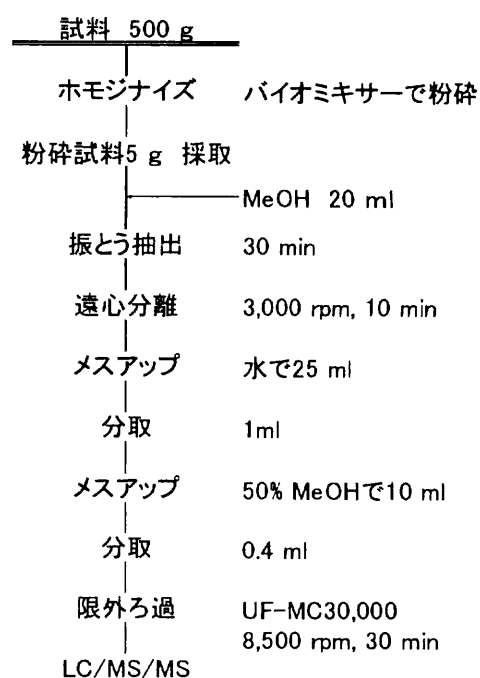 試料 500 g
ホモジナイズ バイオミキサーで粉砕
粉砕試料5 g 採取
MeOH 20 ml
振とう抽出 30 min
遠心分離 3,000 rpm, 10 min
メスアップ 水で25 ml
分取 1ml
メスアップ 50% MeOHで10 ml
分取 0.4 ml
限外ろ過 UF-MC30,000
8,500 rpm, 30 min
LC/MS/MS